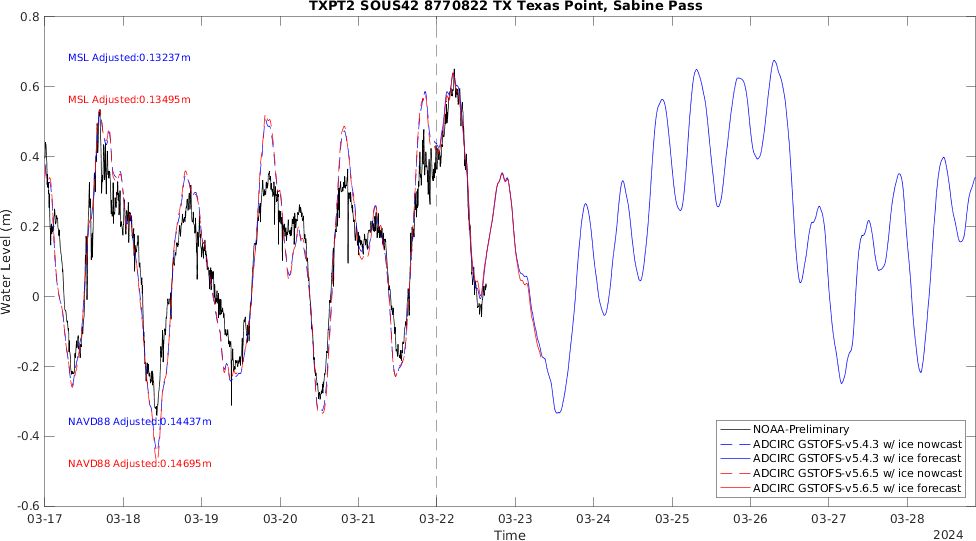 TXPT2 SOUS42 8770822 TX Texas Point, Sabine Pass
0.8
0.6
0.4
0.2
0
-0.2
-0.4
-0.6
Water Level (m)
MSL Adjusted:0.13237m
MSL Adjusted:0.13495m
NAVD88 Adjusted:0.14437m
NAVD88 Adjusted:0.14695m
NOAA-Preliminary
ADCIRC GSTOFS-v5.4.3 w/ ice nowcast
ADCIRC GSTOFS-v5.4.3 w/ ice forecast
ADCIRC GSTOFS-v5.6.5 w/ ice nowcast
ADCIRC GSTOFS-v5.6.5 w/ ice forecast
03-17 03-18 03-19 03-20 03-21 03-22 03-23 03-24 03-25 03-26 03-27 03-28
Time
2024